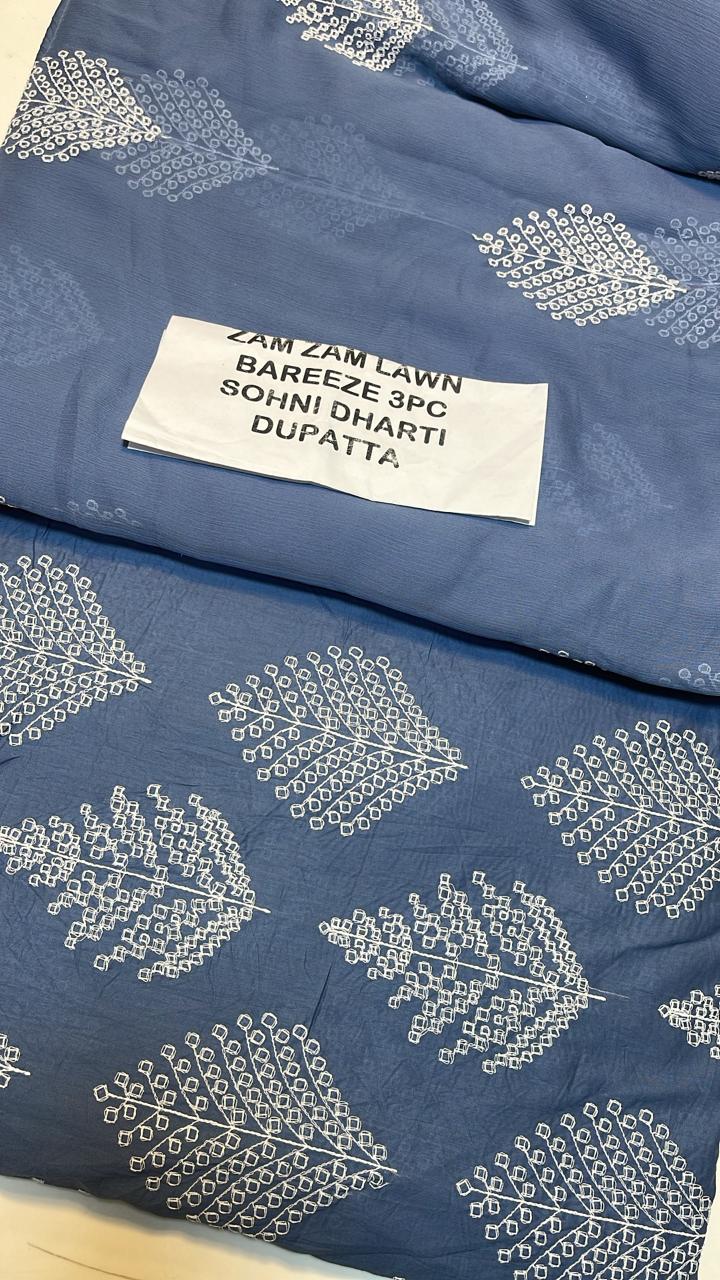 ZAM ZAM LAWN
BAREEZE 3PC
SOHNI DHARTI
DUPATTA